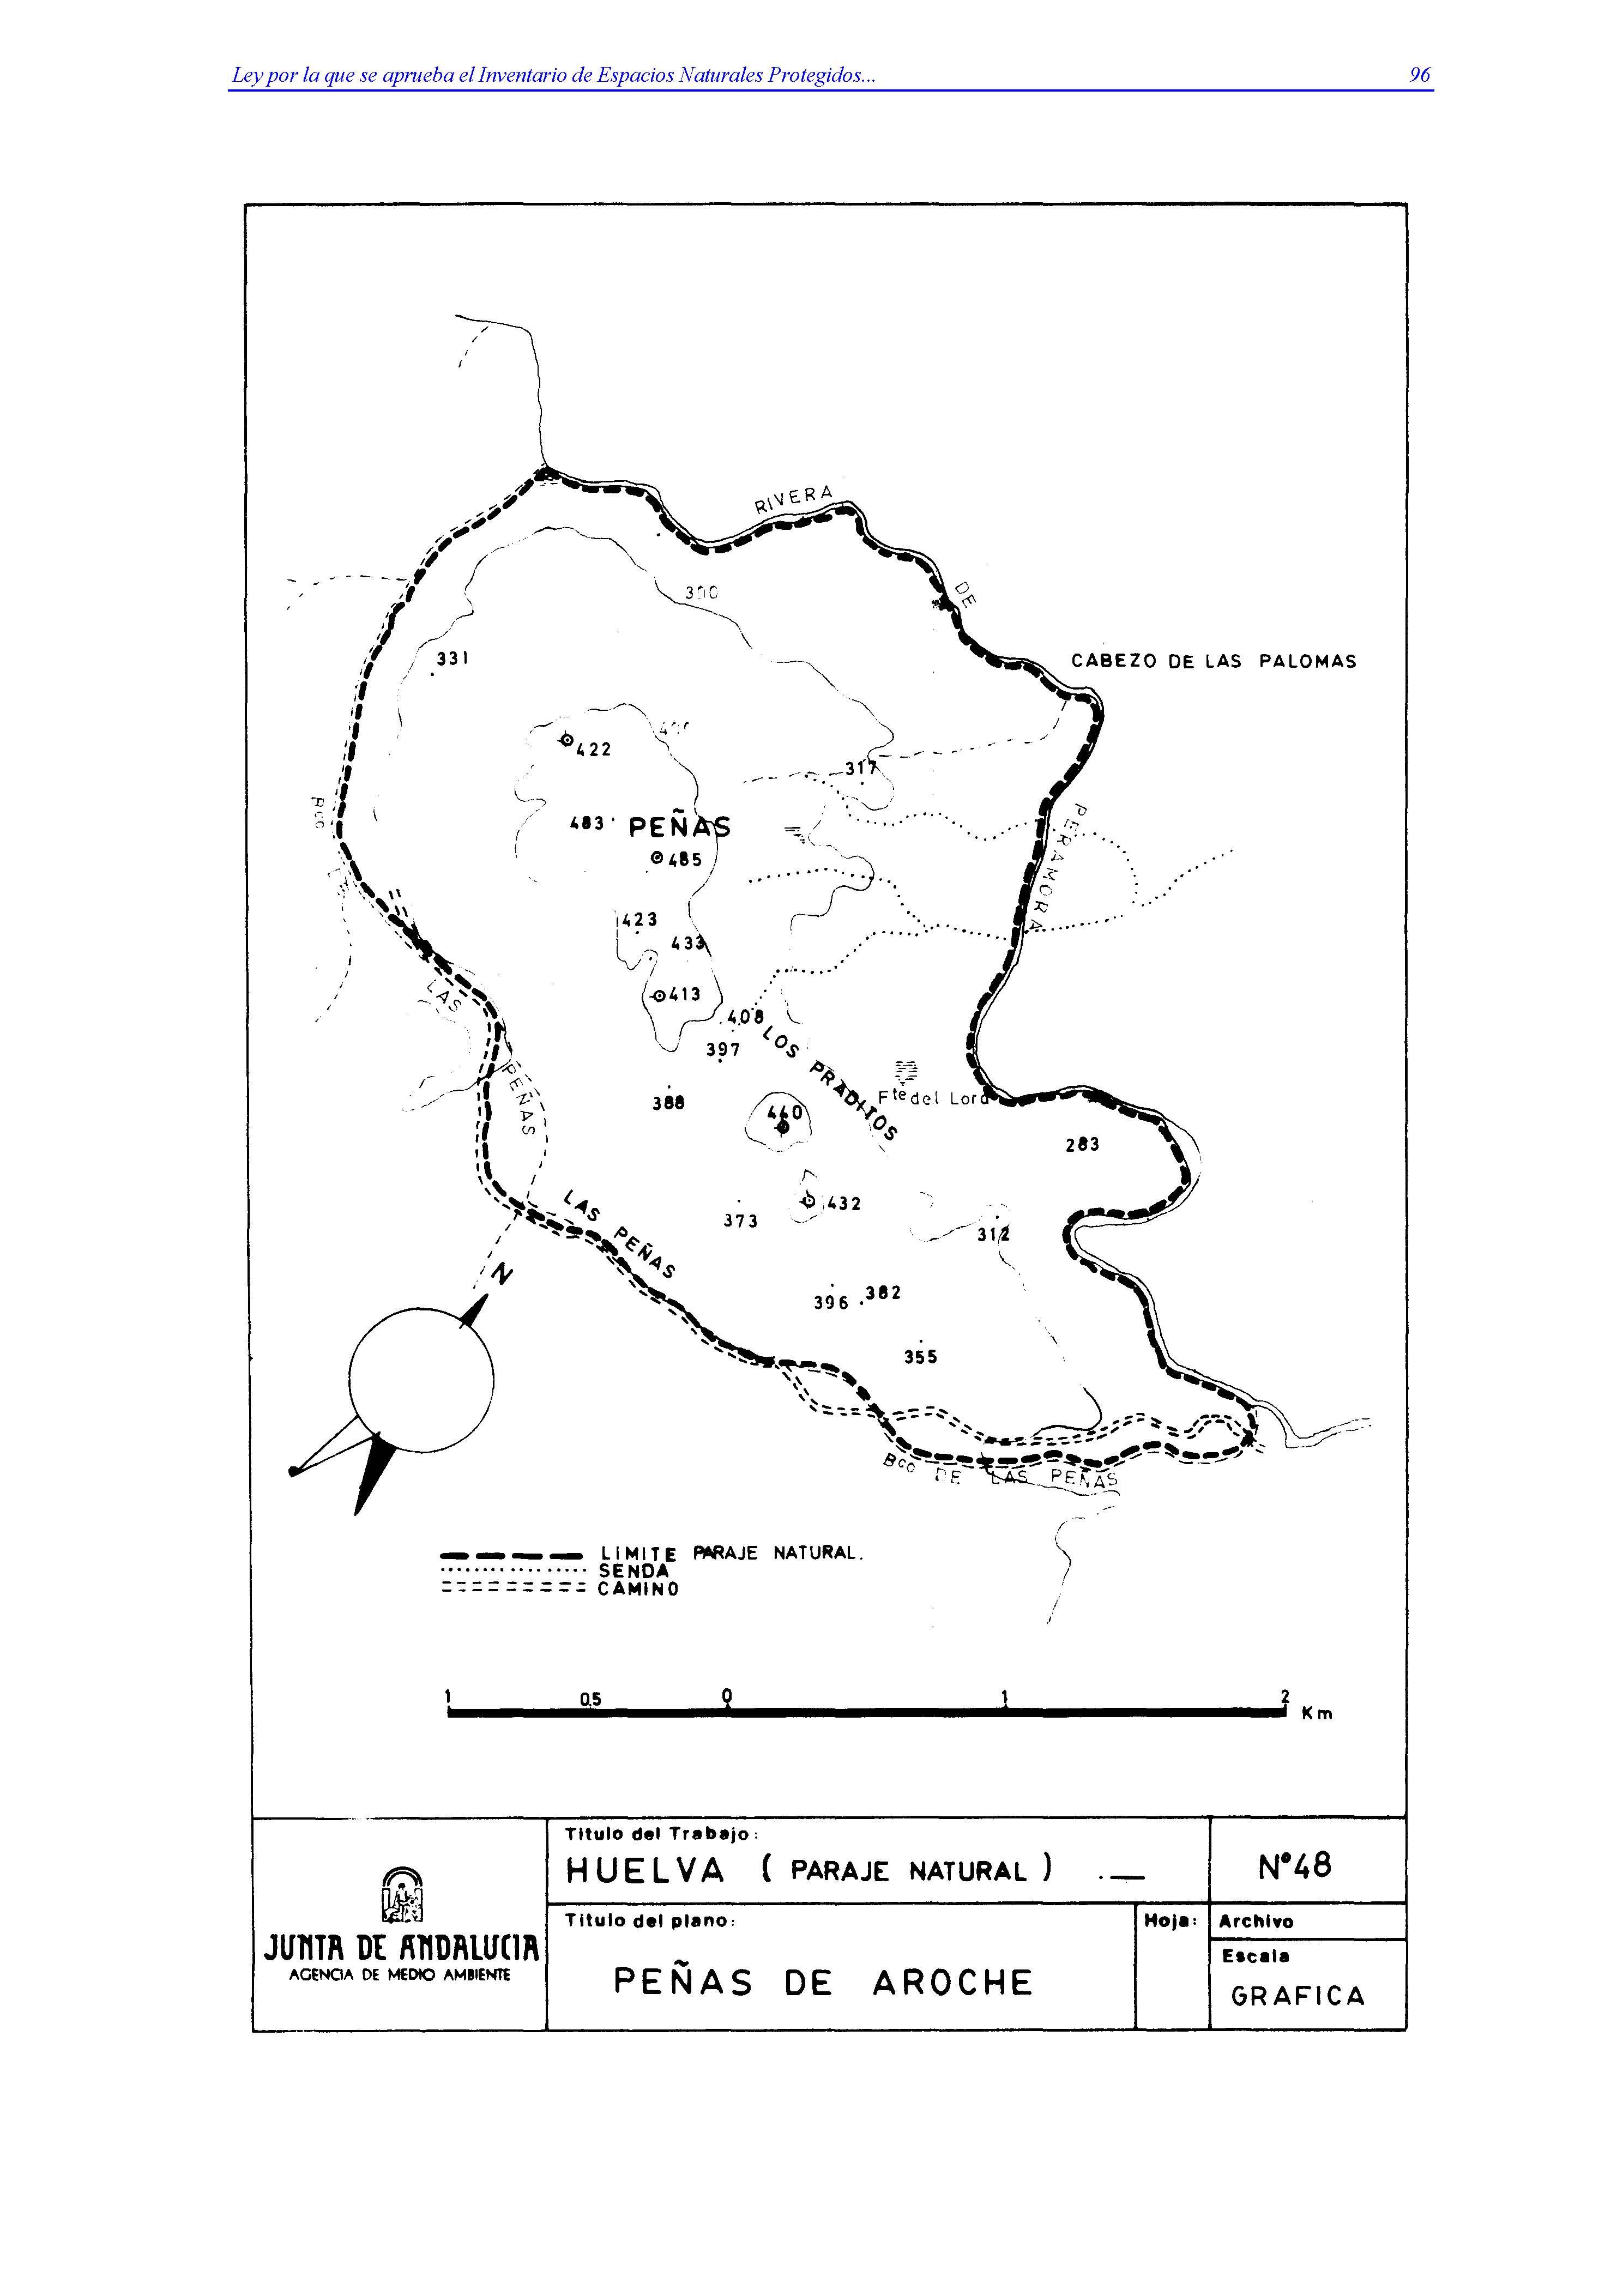 Ley por la que se aprueba el Inventario de Espacios Naturales Protegidos... 96
RIVERA
DE
300
CABEZO DE LAS PALOMAS
331
422
317
Bco
PEÑAS
483
485
PERAMORA
423
433
LAS
413
408
LOS PRADITOS
397
PEÑAS
Fte del Lord
388
440
283
LAS PEÑAS
432
373
312
N
396
382
355
Bco DE LAS PEÑAS
LIMITE PARAJE NATURAL.
SENDA
CAMINO
1 0,5 0 1 2 Km
Titulo del Trabajo:
HUELVA ( PARAJE NATURAL ) .—
Nº48
JUNTA DE ANDALUCIA
AGENCIA DE MEDIO AMBIENTE
Titulo del plano:
PEÑAS DE AROCHE
Hoja:
Archivo
Escala
GRAFICA